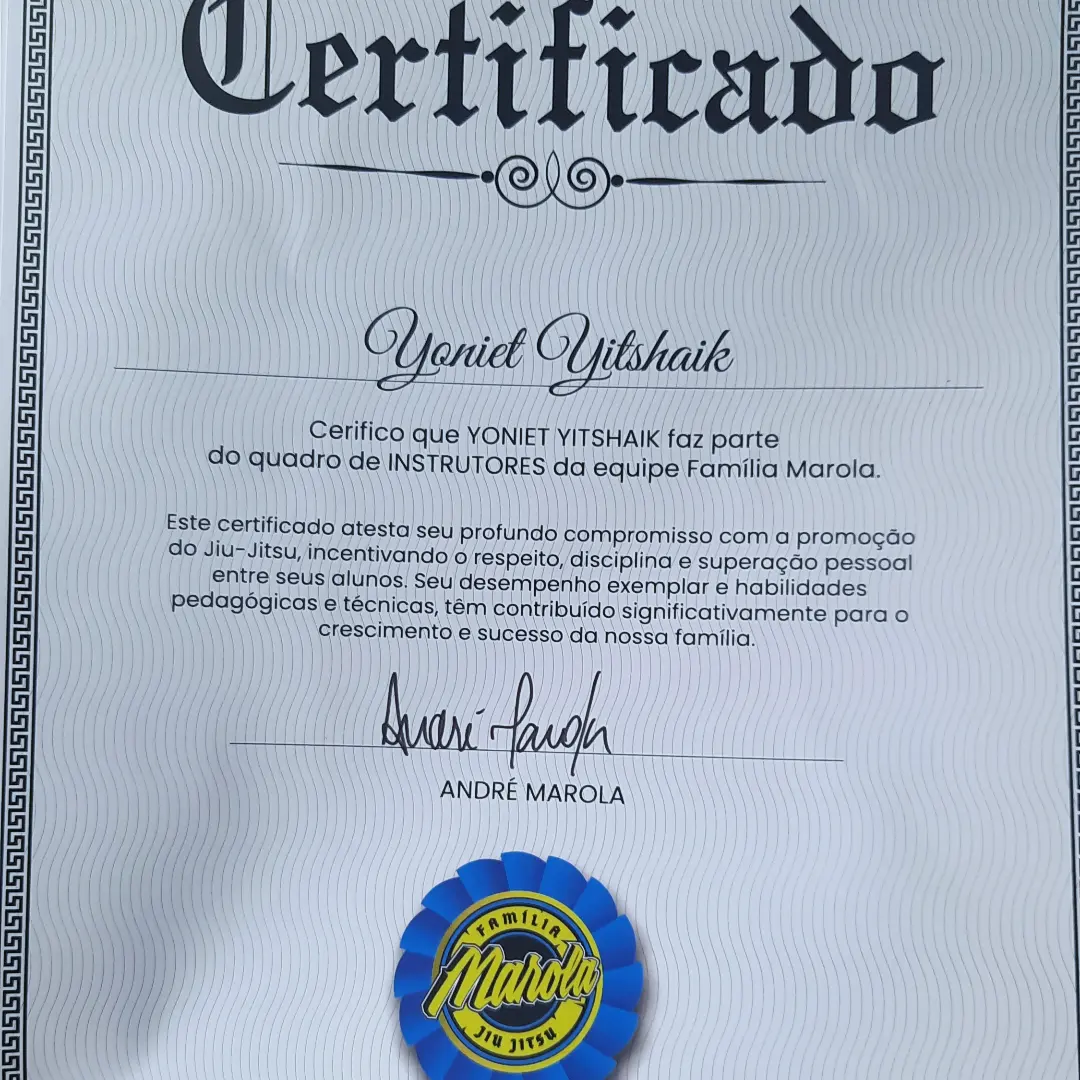 Certificado
Yoniet Yitshaik
Cerifico que YONIET YITSHAIK faz parte
do quadro de INSTRUTORES da equipe Família Marola.
Este certificado atesta seu profundo compromisso com a promoção
do Jiu-Jitsu, incentivando o respeito, disciplina e superação pessoal
entre seus alunos. Seu desempenho exemplar e habilidades
pedagógicas e técnicas, têm contribuído significativamente para o
crescimento e sucesso da nossa família.
André Marola
ANDRÉ MAROLA
FAMÍLIA
Marola
JIU JITSU